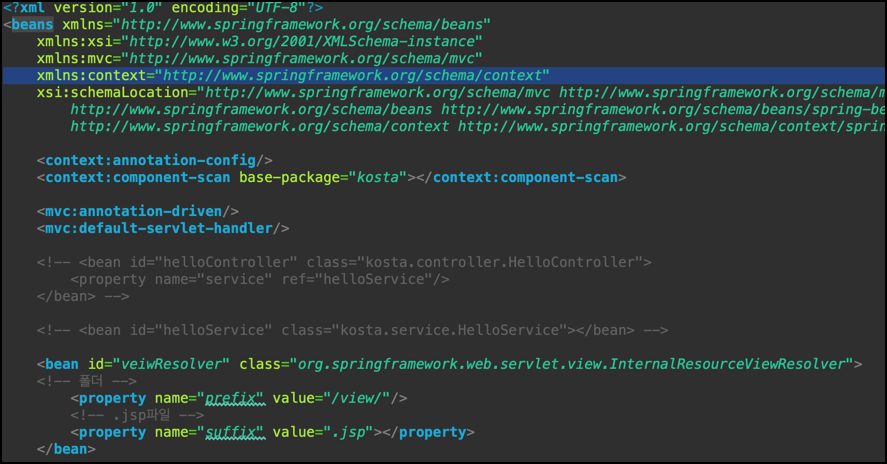 <?xml version="1.0" encoding="UTF-8"?>
<beans xmlns="http://www.springframework.org/schema/beans"
xmlns:xsi="http://www.w3.org/2001/XMLSchema-instance"
xmlns:mvc="http://www.springframework.org/schema/mvc"
xmlns:context="http://www.springframework.org/schema/context"
xsi:schemaLocation="http://www.springframework.org/schema/mvc http://www.springframework.org/schema/m
http://www.springframework.org/schema/beans http://www.springframework.org/schema/beans/spring-be
http://www.springframework.org/schema/context http://www.springframework.org/schema/context/sprin
<context:annotation-config/>
<context:component-scan base-package="kosta"></context:component-scan>
<mvc:annotation-driven/>
<mvc:default-servlet-handler/>
<!-- <bean id="helloController" class="kosta.controller.HelloController">
<property name="service" ref="helloService"/>
</bean> -->
<!-- <bean id="helloService" class="kosta.service.HelloService"></bean> -->
<bean id="veiwResolver" class="org.springframework.web.servlet.view.InternalResourceViewResolver">
<!-- 폴더 -->
<property name="prefix" value="/view/"/>
<!-- .jsp파일 -->
<property name="suffix" value=".jsp"></property>
</bean>